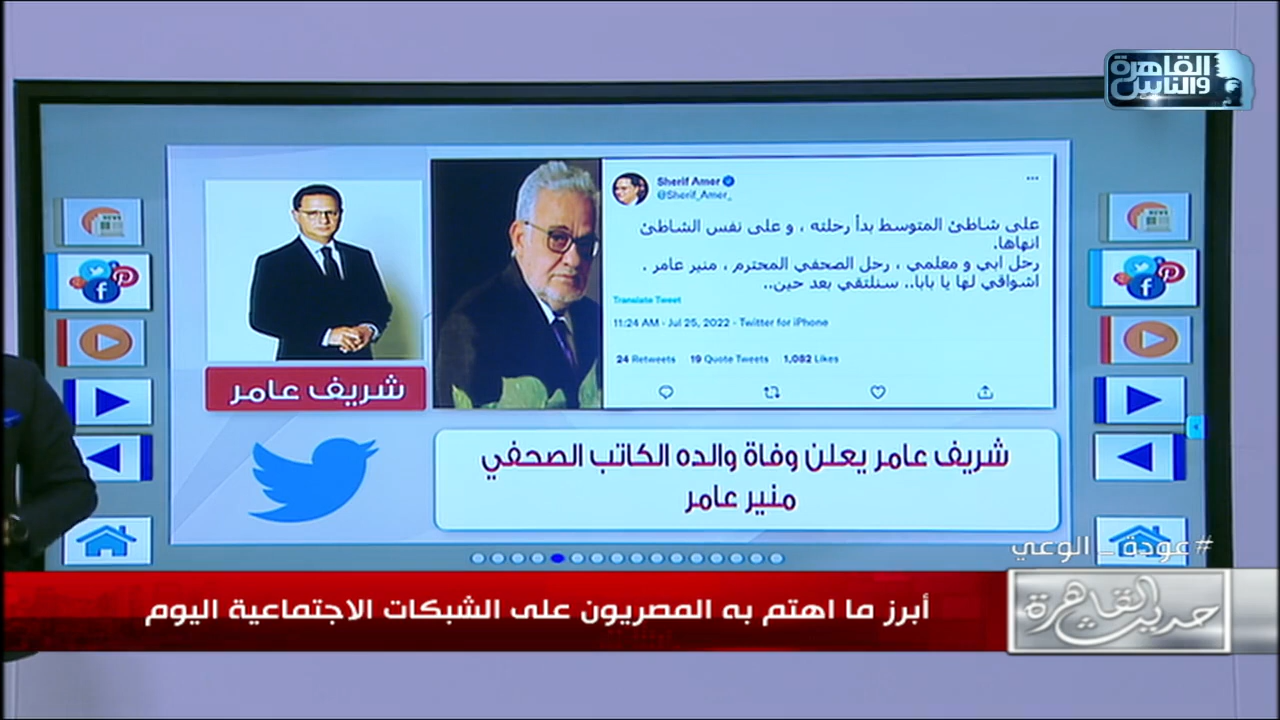 القاهرة
والناس
Sherif Amer
@Sherif_Amer_
على شاطئ المتوسط بدأ رحلته ، و على نفس الشاطئ
انهاها.
رحل ابي و معلمي ، رحل الصحفي المحترم ، منير عامر .
اشواقي لها يا بابا.. سنلتقي بعد حين..
Translate Tweet
11:24 AM · Jul 25, 2022 · Twitter for iPhone
24 Retweets 19 Quote Tweets 1,082 Likes
شريف عامر
شريف عامر يعلن وفاة والده الكاتب الصحفي
منير عامر
NEWS
NEWS
#عودة_الوعي
حديث القاهرة
أبرز ما اهتم به المصريون على الشبكات الاجتماعية اليوم